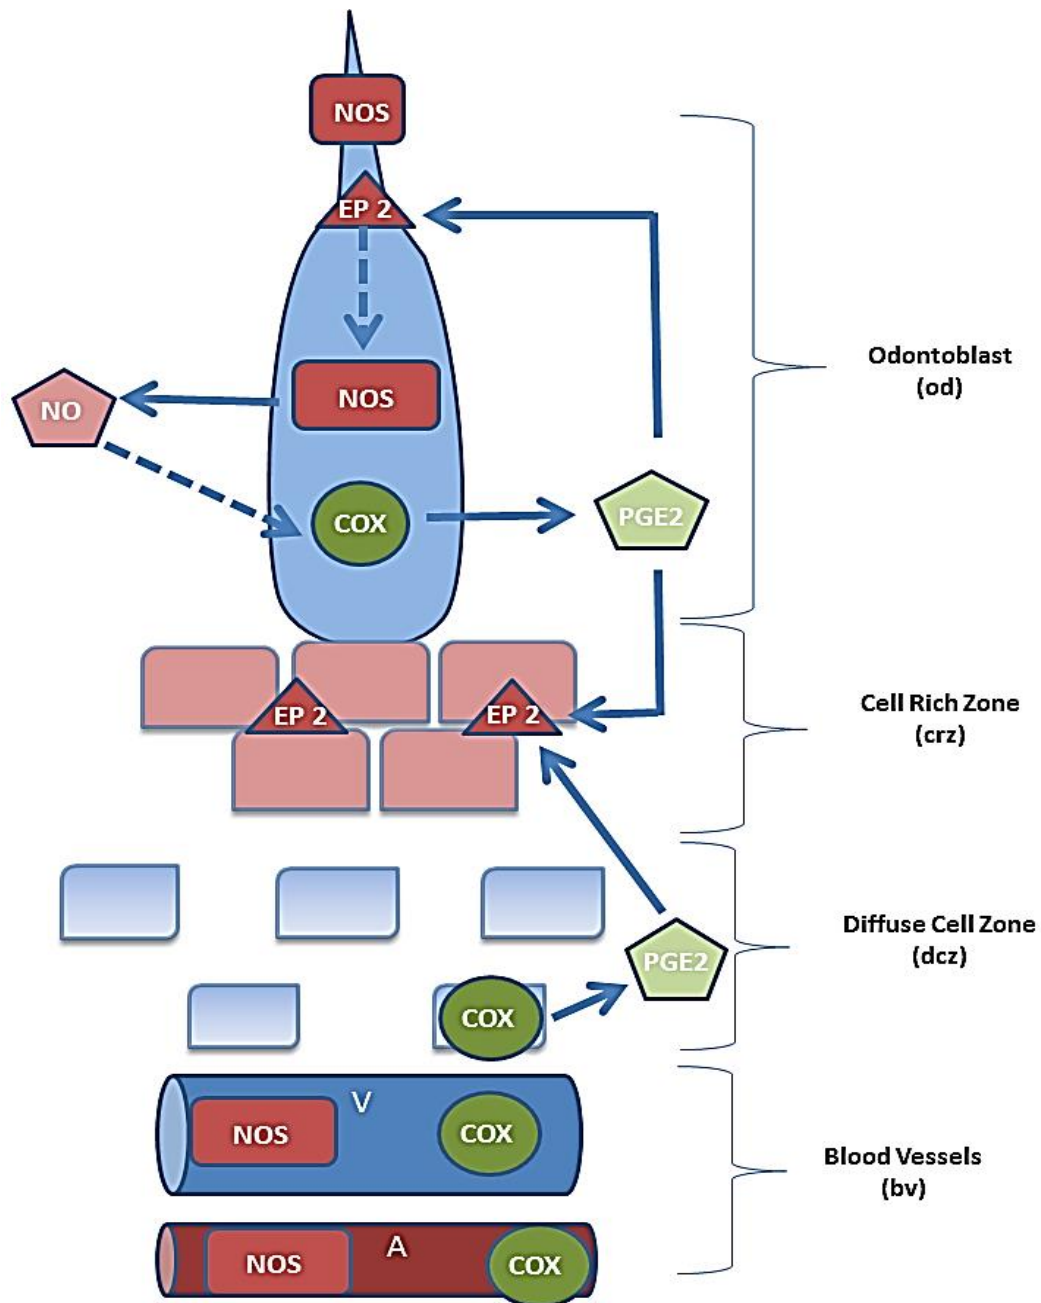 NOS
EP 2
NOS
NO
COX
PGE2
Odontoblast
(od)
EP 2
EP 2
Cell Rich Zone
(crz)
PGE2
COX
Diffuse Cell Zone
(dcz)
V
NOS
COX
A
NOS
COX
Blood Vessels
(bv)